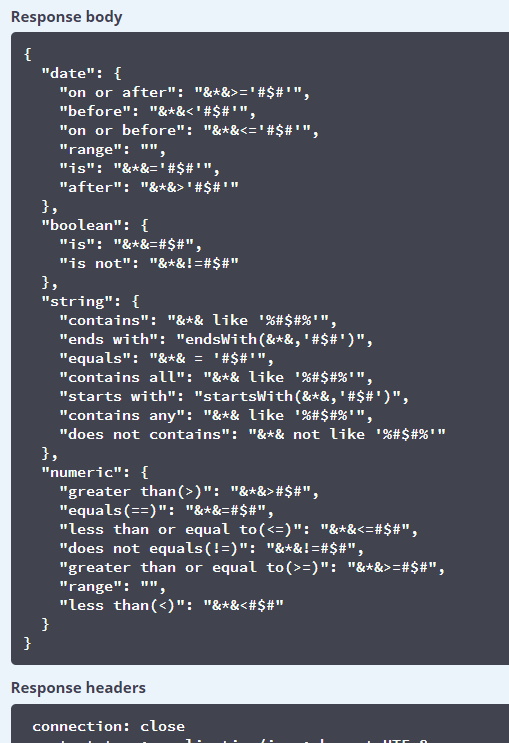 Response body
{
  "date": {
    "on or after": "&*&>='#$#'",
    "before": "&*&<'#$#'",
    "on or before": "&*&<='#$#'",
    "range": "",
    "is": "&*&='#$#'",
    "after": "&*&>'#$#'"
  },
  "boolean": {
    "is": "&*&=#$#",
    "is not": "&*&!=#$#"
  },
  "string": {
    "contains": "&*& like '%#$#%'",
    "ends with": "endsWith(&*&,'#$#')",
    "equals": "&*& = '#$#'",
    "contains all": "&*& like '%#$#%'",
    "starts with": "startsWith(&*&,'#$#')",
    "contains any": "&*& like '%#$#%'",
    "does not contains": "&*& not like '%#$#%'"
  },
  "numeric": {
    "greater than(>)": "&*&>#$#",
    "equals(==)": "&*&=#$#",
    "less than or equal to(<=)": "&*&<=#$#",
    "does not equals(!=)": "&*&!=#$#",
    "greater than or equal to(>=)": "&*&>=#$#",
    "range": "",
    "less than(<)": "&*&<#$#"
  }
}
Response headers
connection: close